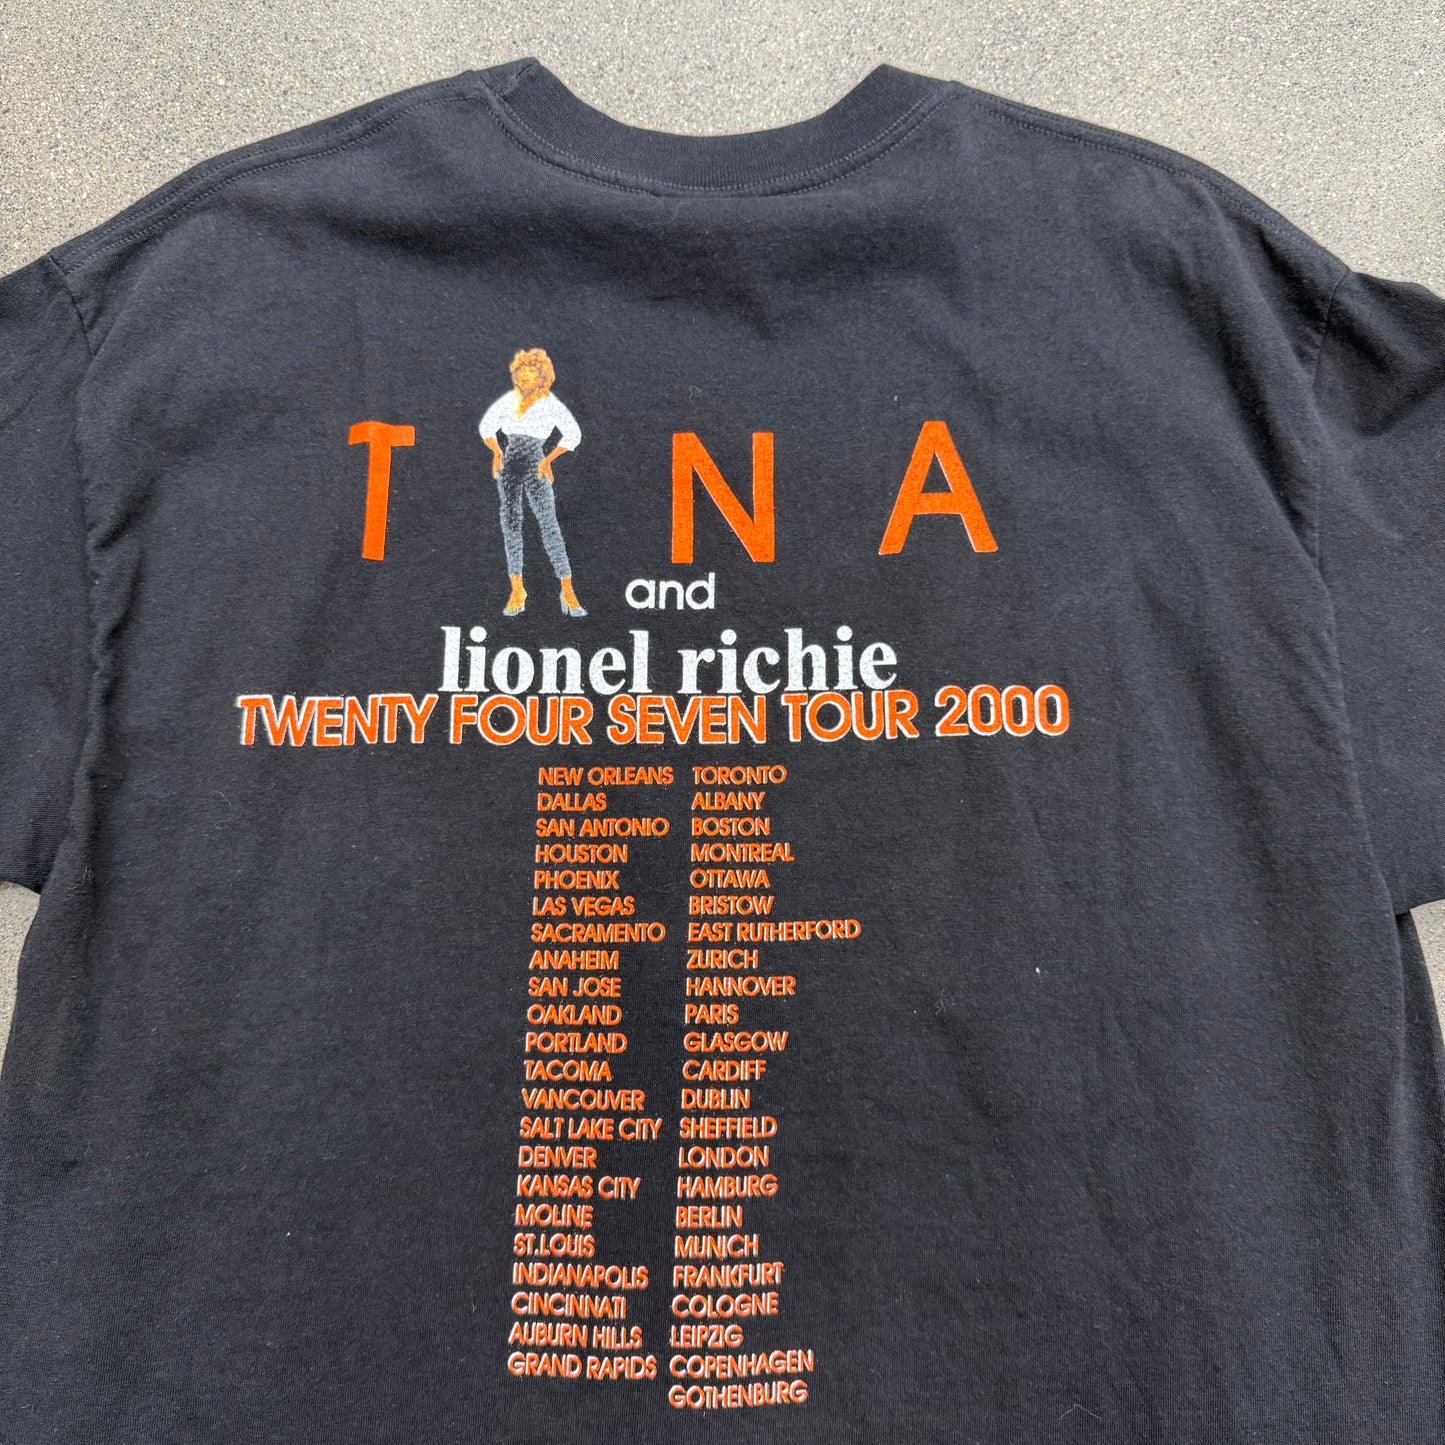 T NA
and
lionel richie
TWENTY FOUR SEVEN TOUR 2000
NEW ORLEANS
DALLAS
SAN ANTONIO
HOUSTON
PHOENIX
LAS VEGAS
SACRAMENTO
ANAHEIM
SAN JOSE
OAKLAND
PORTLAND
TACOMA
VANCOUVER
SALT LAKE CITY
DENVER
KANSAS CITY
MOLINE
ST.LOUIS
INDIANAPOLIS
CINCINNATI
AUBURN HILLS
GRAND RAPIDS
TORONTO
ALBANY
BOSTON
MONTREAL
OTTAWA
BRISTOW
EAST RUTHERFORD
ZURICH
HANNOVER
PARIS
GLASGOW
CARDIFF
DUBLIN
SHEFFIELD
LONDON
HAMBURG
BERLIN
MUNICH
FRANKFURT
COLOGNE
LEIPZIG
COPENHAGEN
GOTHENBURG